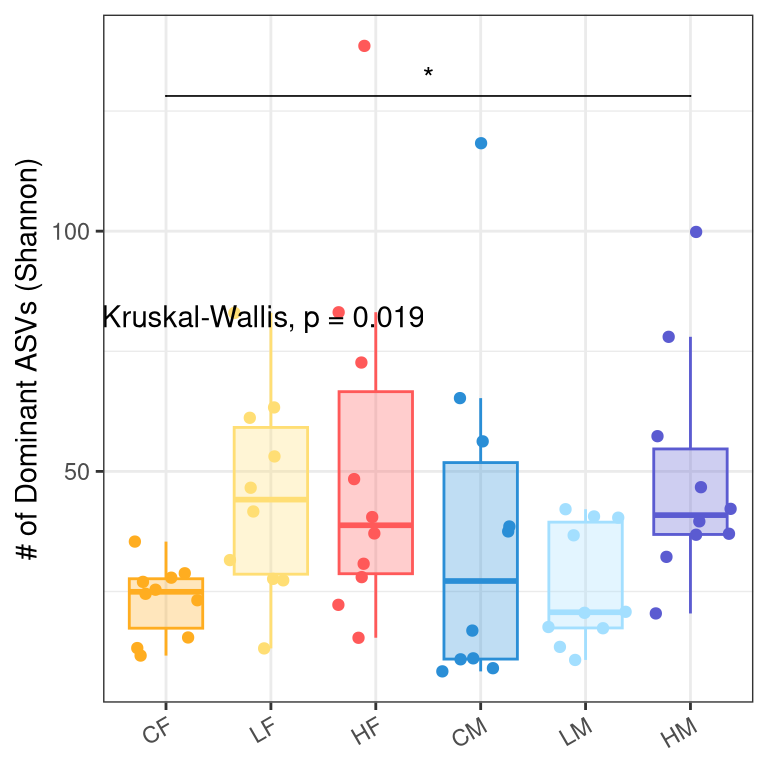 *
# of Dominant ASVs (Shannon)
100
Kruskal-Wallis, p = 0.019
50
CF
LF
HF
CM
LM
HM